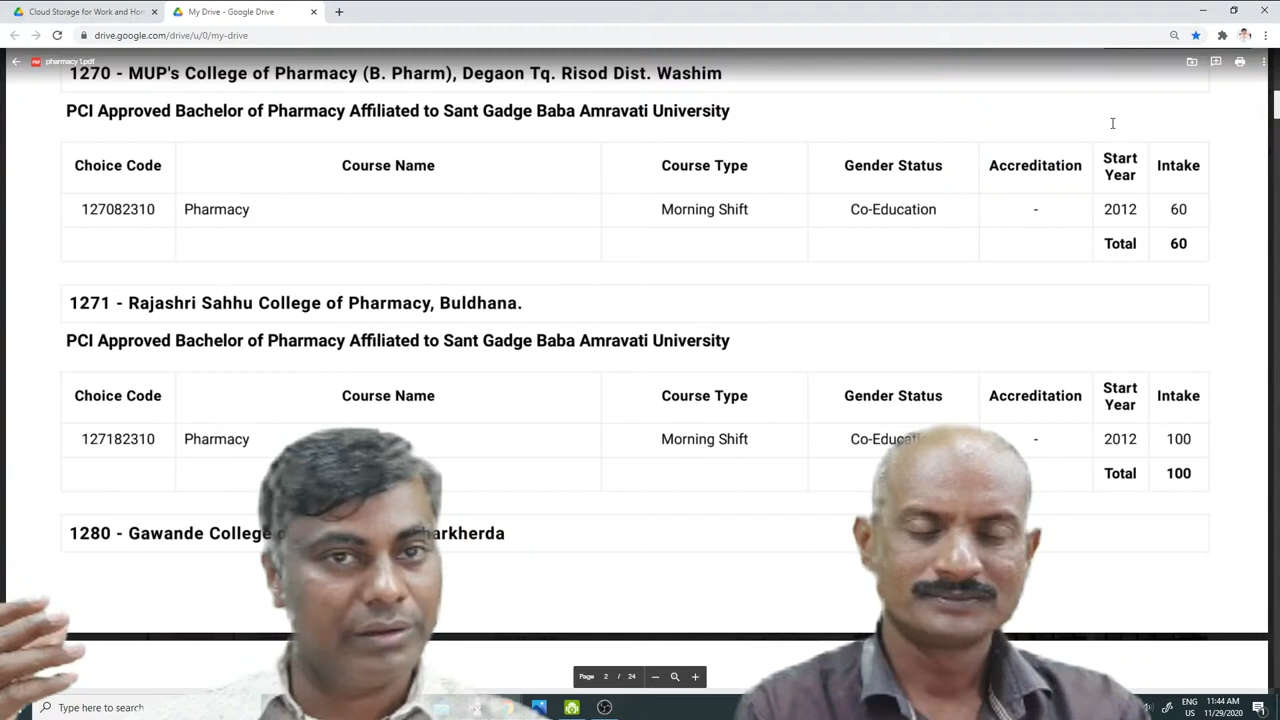 Cloud Storage for Work and Hom
My Drive - Google Drive
drive.google.com/drive/u/0/my-drive
pharmacy 1.pdf
1270 - MUP's College of Pharmacy (B. Pharm), Degaon Tq. Risod Dist. Washim
PCI Approved Bachelor of Pharmacy Affiliated to Sant Gadge Baba Amravati University
Choice Code Course Name Course Type Gender Status Accreditation Start Year Intake
127082310 Pharmacy Morning Shift Co-Education - 2012 60
Total 60
1271 - Rajashri Sahhu College of Pharmacy, Buldhana.
PCI Approved Bachelor of Pharmacy Affiliated to Sant Gadge Baba Amravati University
Choice Code Course Name Course Type Gender Status Accreditation Start Year Intake
127182310 Pharmacy Morning Shift - 2012 100
Total 100
1280 - Gawande College
Page 2 / 24
Type here to search
ENG
11:44 AM
US
11/29/2020